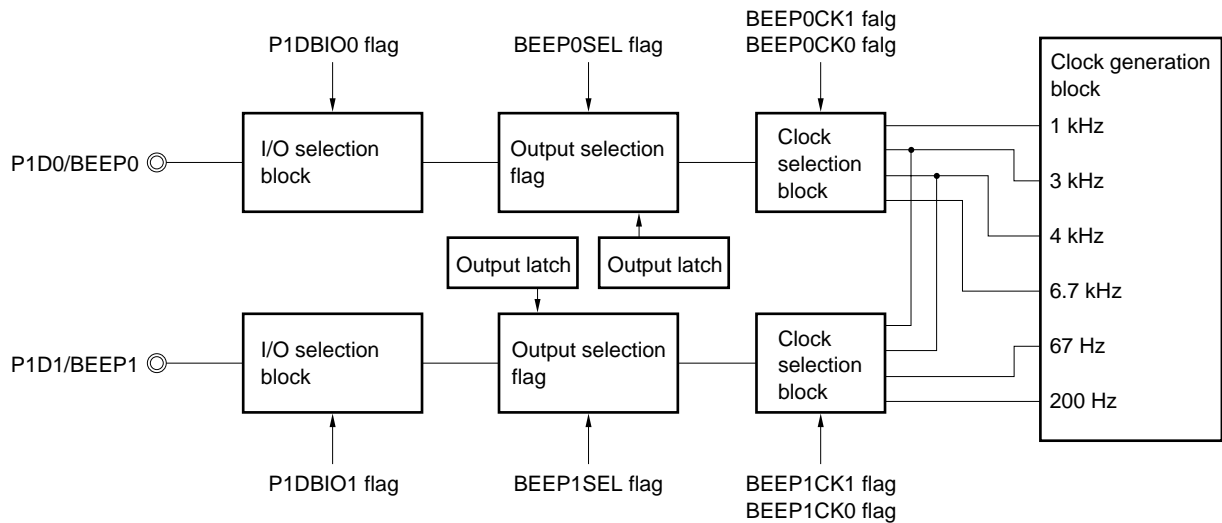 BEEP0CK1 falg
P1DBIO0 flag
BEEP0SEL flag
BEEP0CK0 falg
Clock generation
block
I/O selection
block
Output selection
flag
Clock
selection
block
1 kHz
P1D0/BEEP0
3 kHz
4 kHz
Output latch
Output latch
6.7 kHz
I/O selection
block
Output selection
flag
Clock
selection
block
67 Hz
P1D1/BEEP1
200 Hz
P1DBIO1 flag
BEEP1SEL flag
BEEP1CK1 flag
BEEP1CK0 flag